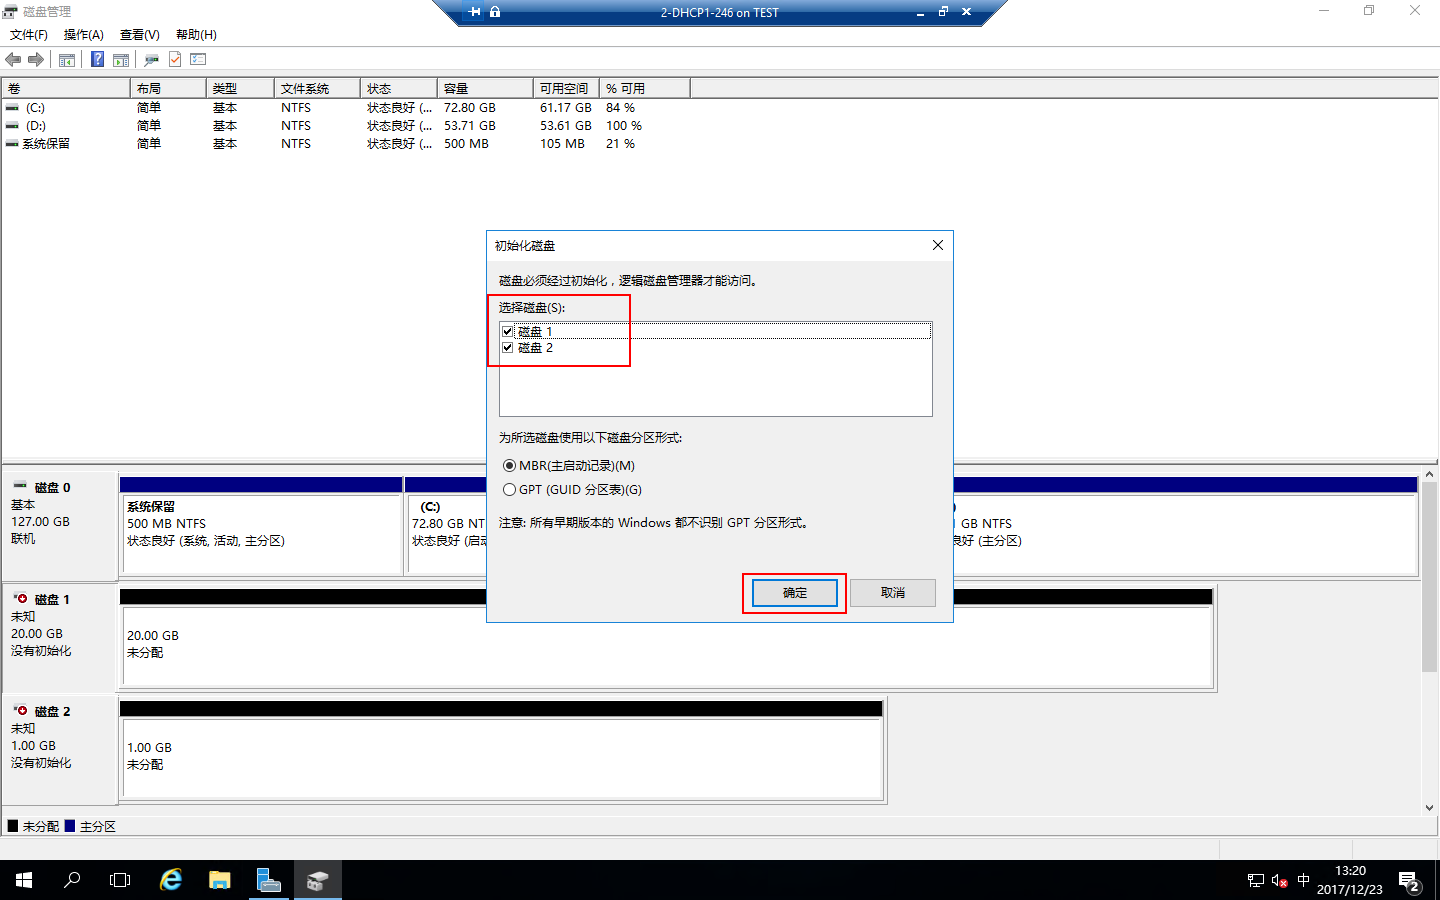 磁盘管理
2-DHCP1-246 on TEST
文件(F) 操作(A) 查看(V) 帮助(H)
卷 布局 类型 文件系统 状态 容量 可用空间 % 可用
(C:) 简单 基本 NTFS 状态良好 (... 72.80 GB 61.17 GB 84 %
(D:) 简单 基本 NTFS 状态良好 (... 53.71 GB 53.61 GB 100 %
系统保留 简单 基本 NTFS 状态良好 (... 500 MB 105 MB 21 %
初始化磁盘
磁盘必须经过初始化，逻辑磁盘管理器才能访问。
选择磁盘(S):
磁盘 1
磁盘 2
为所选磁盘使用以下磁盘分区形式:
MBR(主启动记录)(M)
GPT (GUID 分区表)(G)
注意: 所有早期版本的 Windows 都不识别 GPT 分区形式。
确定 取消
磁盘 0
基本
127.00 GB
联机
系统保留
500 MB NTFS
状态良好 (系统, 活动, 主分区)
(C:)
72.80 GB NT
状态良好 (启动
)
GB NTFS
良好 (主分区)
磁盘 1
未知
20.00 GB
没有初始化
20.00 GB
未分配
磁盘 2
未知
1.00 GB
没有初始化
1.00 GB
未分配
未分配 主分区
中
13:20
2017/12/23
2